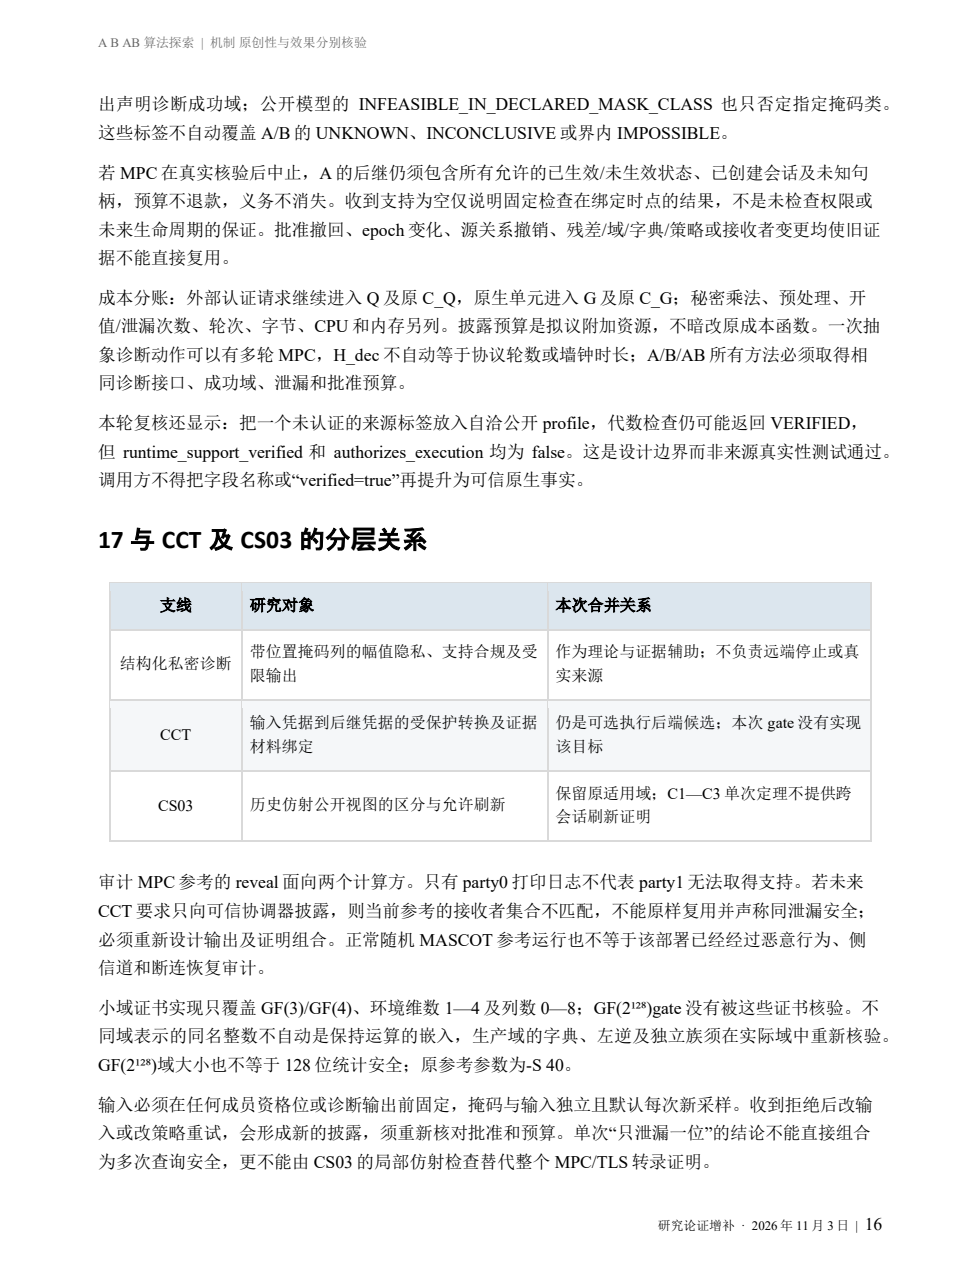 A B AB 算法探索 | 机制 原创性与效果分别核验
出声明诊断成功域；公开模型的 INFEASIBLE_IN_DECLARED_MASK_CLASS 也只否定指定掩码类。
这些标签不自动覆盖 A/B 的 UNKNOWN、INCONCLUSIVE 或界内 IMPOSSIBLE。
若 MPC 在真实核验后中止，A 的后继仍须包含所有允许的已生效/未生效状态、已创建会话及未知句
柄，预算不退款，义务不消失。收到支持为空仅说明固定检查在绑定时点的结果，不是未检查权限或
未来生命周期的保证。批准撤回、epoch 变化、源关系撤销、残差/域/字典/策略或接收者变更均使旧证
据不能直接复用。
成本分账：外部认证请求继续进入 Q 及原 C_Q，原生单元进入 G 及原 C_G；秘密乘法、预处理、开
值/泄漏次数、轮次、字节、CPU 和内存另列。披露预算是拟议附加资源，不暗改原成本函数。一次抽
象诊断动作可以有多轮 MPC，H_dec 不自动等于协议轮数或墙钟时长；A/B/AB 所有方法必须取得相
同诊断接口、成功域、泄漏和批准预算。
本轮复核还显示：把一个未认证的来源标签放入自洽公开 profile，代数检查仍可能返回 VERIFIED，
但 runtime_support_verified 和 authorizes_execution 均为 false。这是设计边界而非来源真实性测试通过。
调用方不得把字段名称或“verified=true”再提升为可信原生事实。
17 与 CCT 及 CS03 的分层关系
支线 研究对象 本次合并关系
结构化私密诊断 带位置掩码列的幅值隐私、支持合规及受 作为理论与证据辅助；不负责远端停止或真
限输出 实来源
CCT 输入凭据到后继凭据的受保护转换及证据 仍是可选执行后端候选；本次 gate 没有实现
材料绑定 该目标
CS03 历史仿射公开视图的区分与允许刷新 保留原适用域；C1—C3 单次定理不提供跨
会话刷新证明
审计 MPC 参考的 reveal 面向两个计算方。只有 party0 打印日志不代表 party1 无法取得支持。若未来
CCT 要求只向可信协调器披露，则当前参考的接收者集合不匹配，不能原样复用并声称同泄漏安全；
必须重新设计输出及证明组合。正常随机 MASCOT 参考运行也不等于该部署已经经过恶意行为、侧
信道和断连恢复审计。
小域证书实现只覆盖 GF(3)/GF(4)、环境维数 1—4 及列数 0—8；GF(2¹²⁸)gate 没有被这些证书核验。不
同域表示的同名整数不自动是保持运算的嵌入，生产域的字典、左逆及独立族须在实际域中重新核验。
GF(2¹²⁸)域大小也不等于 128 位统计安全；原参考参数为-S 40。
输入必须在任何成员资格位或诊断输出前固定，掩码与输入独立且默认每次新采样。收到拒绝后改输
入或改策略重试，会形成新的披露，须重新核对批准和预算。单次“只泄漏一位”的结论不能直接组合
为多次查询安全，更不能由 CS03 的局部仿射检查替代整个 MPC/TLS 转录证明。
研究论证增补 · 2026 年 11 月 3 日 | 16